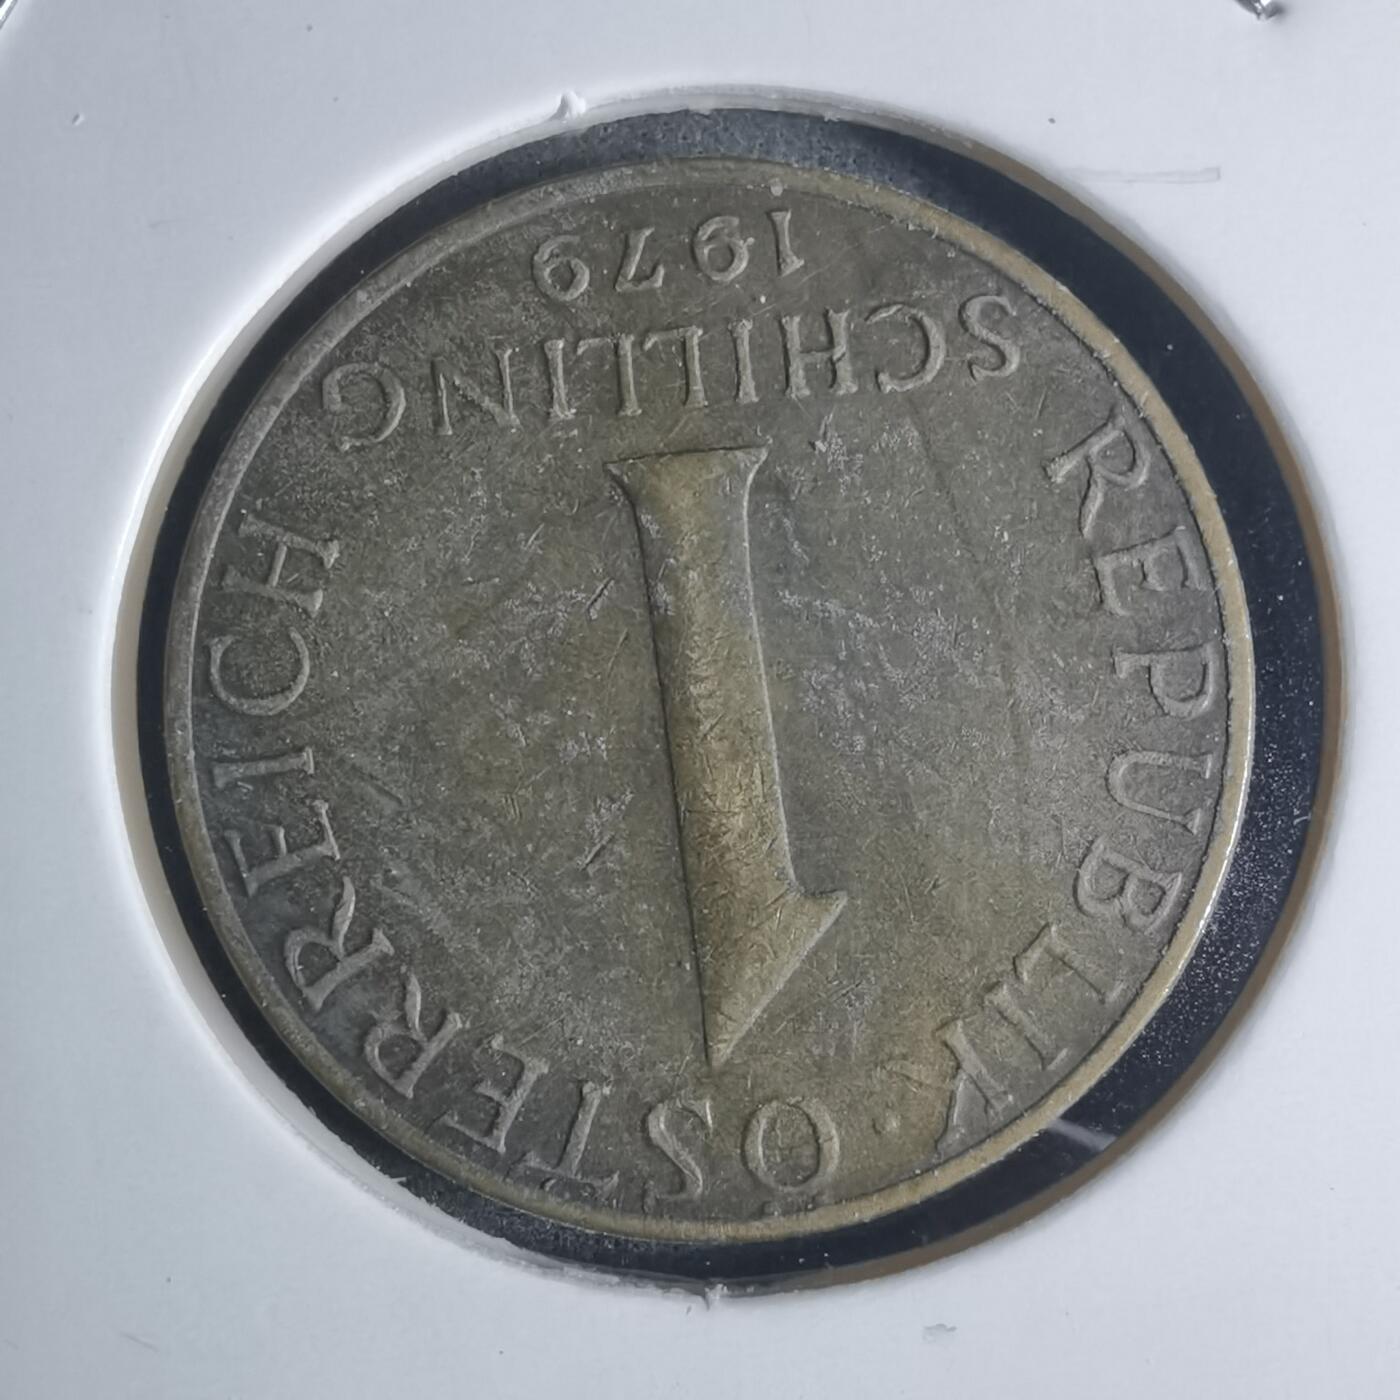 REPUBLIK · ÖSTERREICH
1
SCHILLING
1979